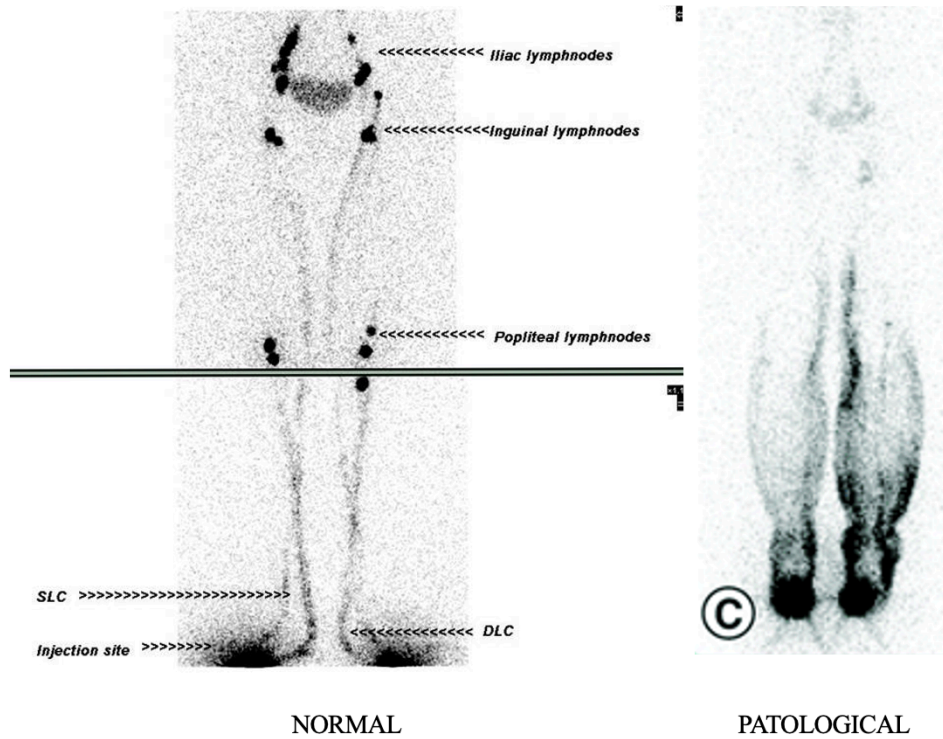 <<<<<<<<<<<< Iliac lymphnodes
<<<<<<<<<<<<Inguinal lymphnodes
<<<<<<<<<<<< Popliteal lymphnodes
SLC >>>>>>>>>>>>>>>>>>>>>>>>
<<<<<<<<<<<<<< DLC
Injection site >>>>>>>>
C
NORMAL
PATOLOGICAL